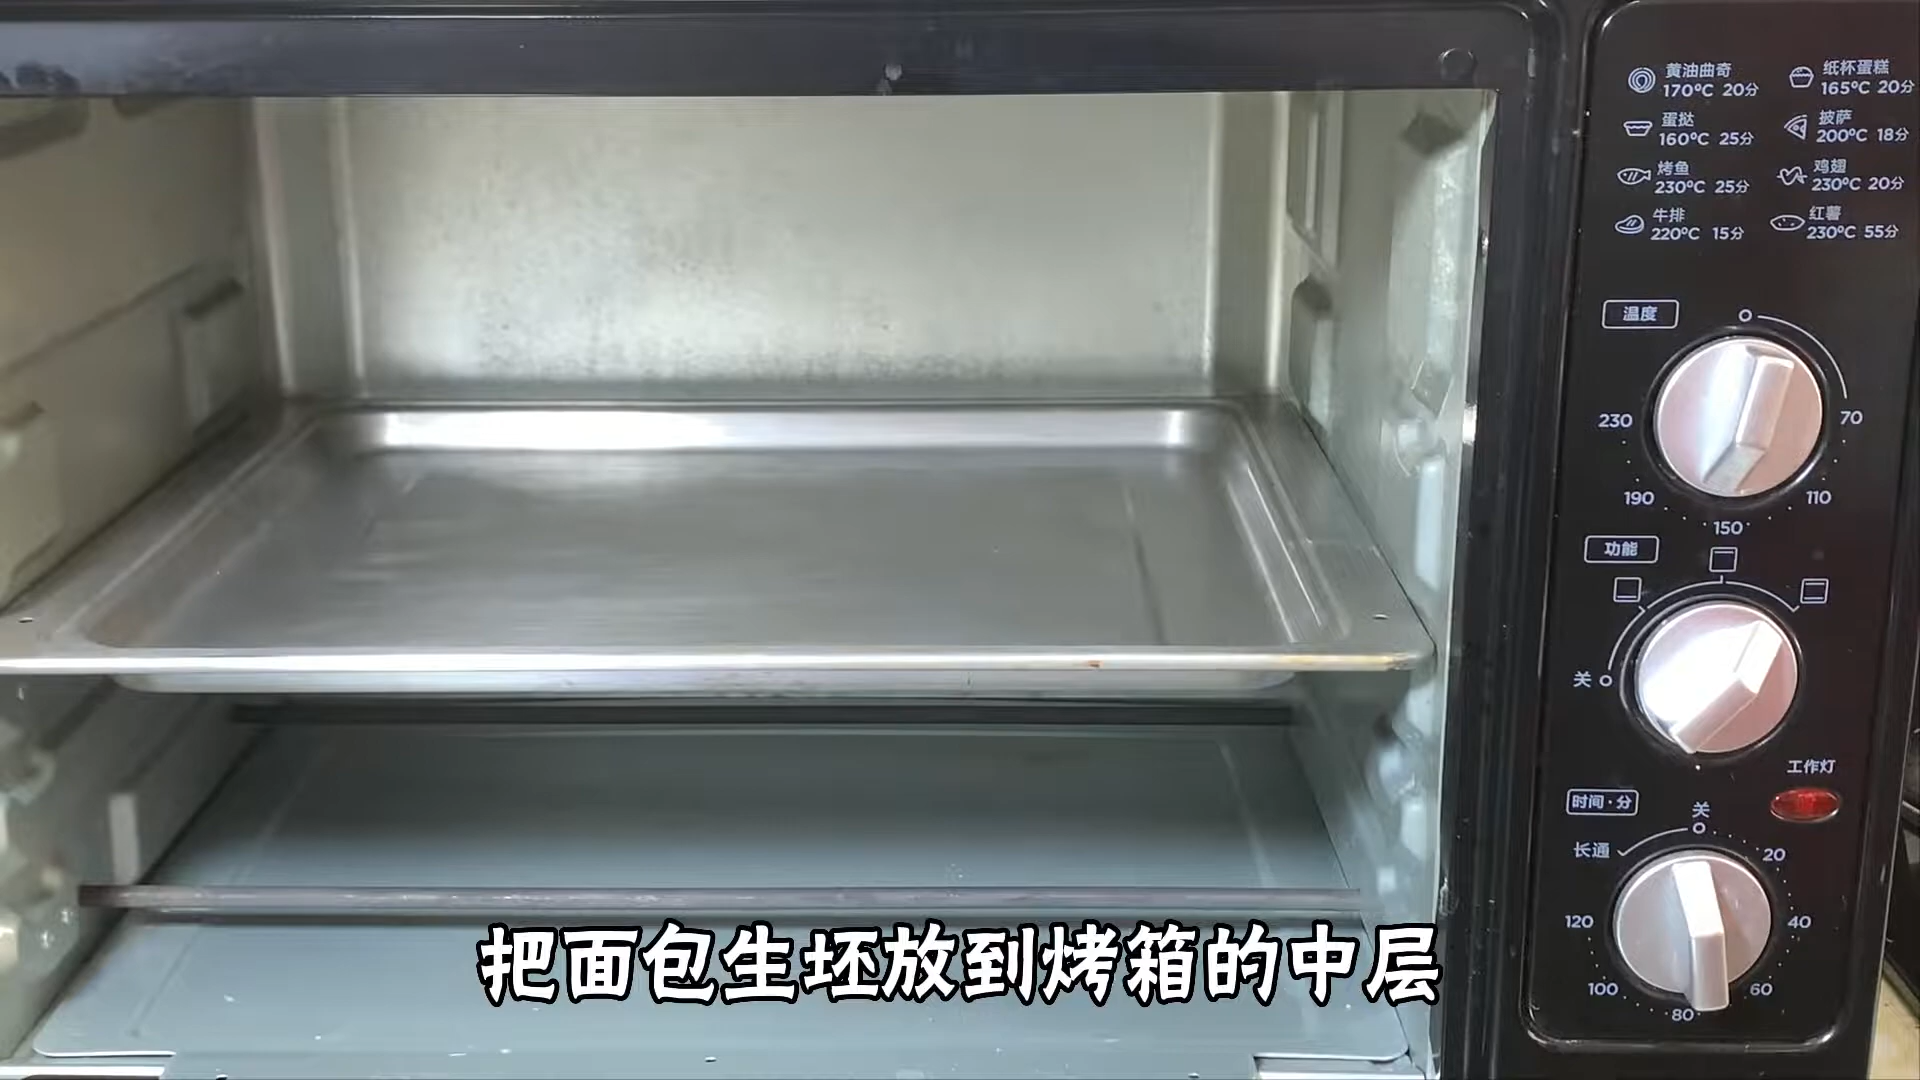 黄油曲奇
170℃ 20分
纸杯蛋糕
165℃ 20分
蛋挞
160℃ 25分
披萨
200℃ 18分
烤鱼
230℃ 25分
鸡翅
230℃ 20分
牛排
220℃ 15分
红薯
230℃ 55分
温度
230
70
190
110
150
功能
关
工作灯
时间·分
关
长通
20
120
40
100
60
80
把面包生坯放到烤箱的中层